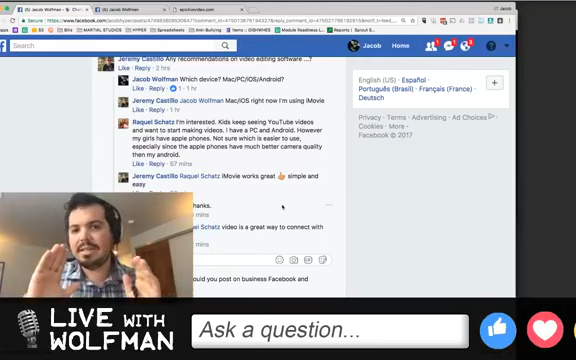 Jacob Wolfman
Jacob
Secure
https://www.facebook.com
Search
Jacob Home
Jeremy Castillo Any recommendations on video editing software ...?
Like · Reply · 2 hrs
Jacob Wolfman Which device? Mac/PC/iOS/Android?
Like · Reply · 1 · 1 hr
Jeremy Castillo Jacob Wolfman Mac/iOS right now I'm using iMovie
Like · Reply · 1 hr
Raquel Schatz I'm interested. Kids keep seeing YouTube videos
and want to start making videos. I have a PC and Android. However
my girls have apple phones. Not sure which is easier to use,
especially since the apple phones have much better camera quality
then my android.
Like · Reply · 57 mins
Jeremy Castillo Raquel Schatz iMovie works great simple and
easy
hanks.
mins
uel Schatz video is a great way to connect with
mins
ould you post on business Facebook and
English (US) · Español ·
Português (Brasil) · Français (France) ·
Deutsch
Privacy · Terms · Advertising · Ad Choices
Cookies · More ·
Facebook © 2017
LIVE WITH
WOLFMAN
Ask a question...